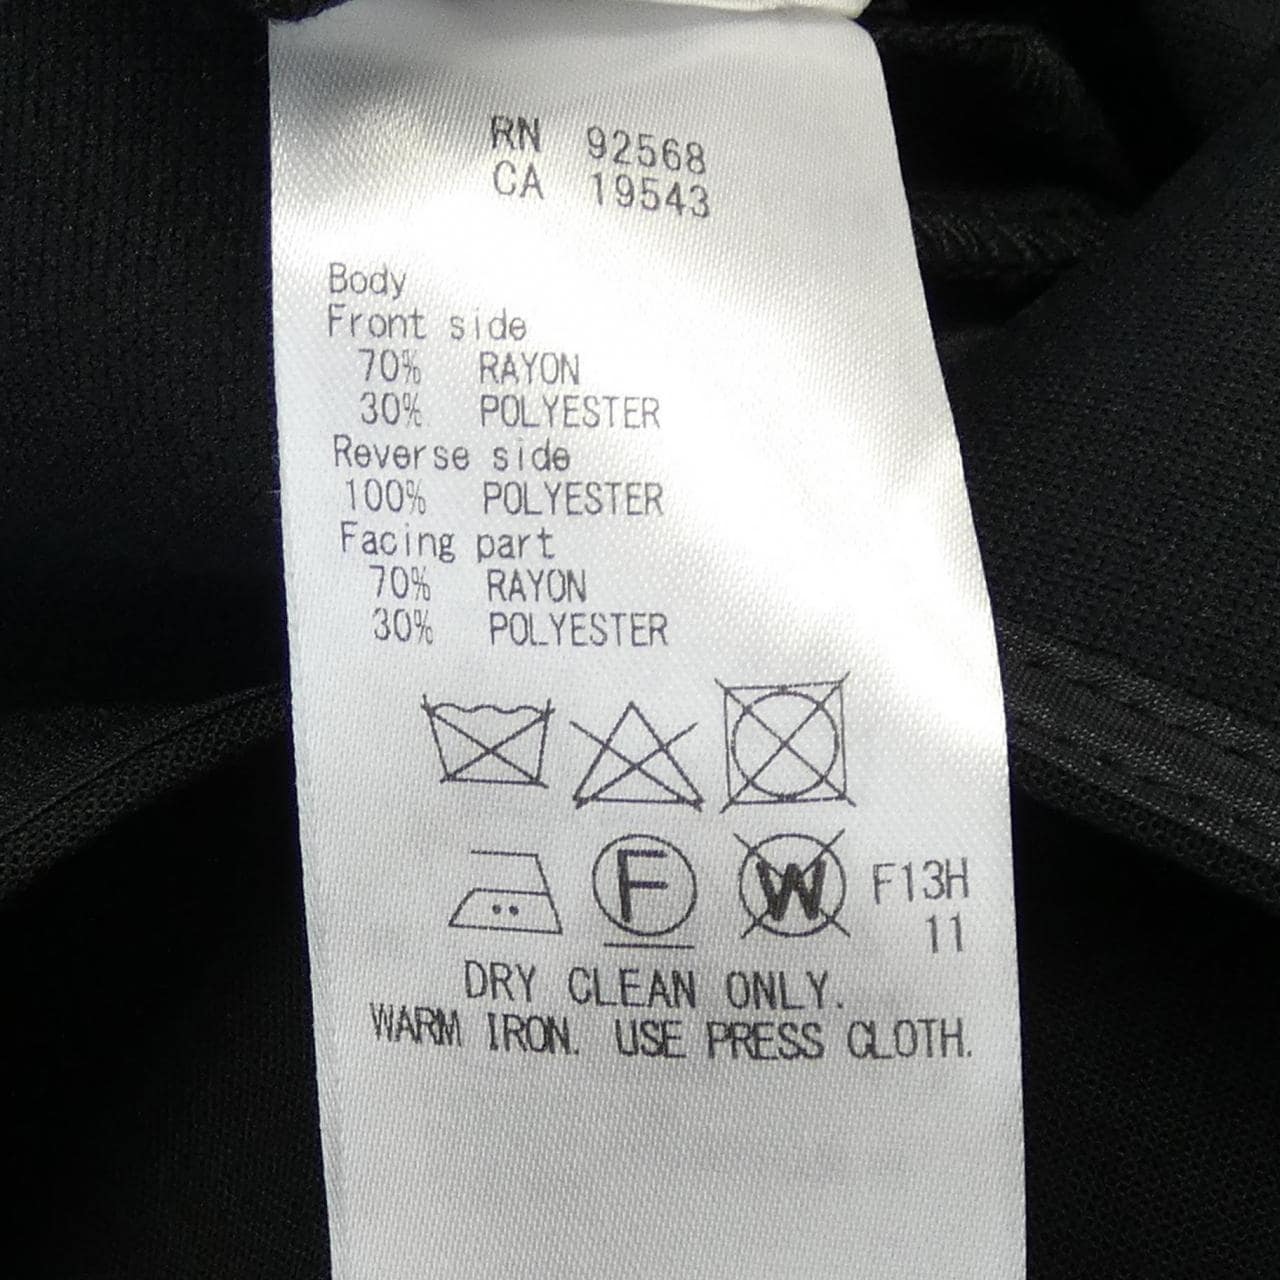 RN 92568
CA 19543
Body
Front side
70% RAYON
30% POLYESTER
Reverse side
100% POLYESTER
Facing part
70% RAYON
30% POLYESTER
F W F13H
11
DRY CLEAN ONLY.
WARM IRON. USE PRESS CLOTH.